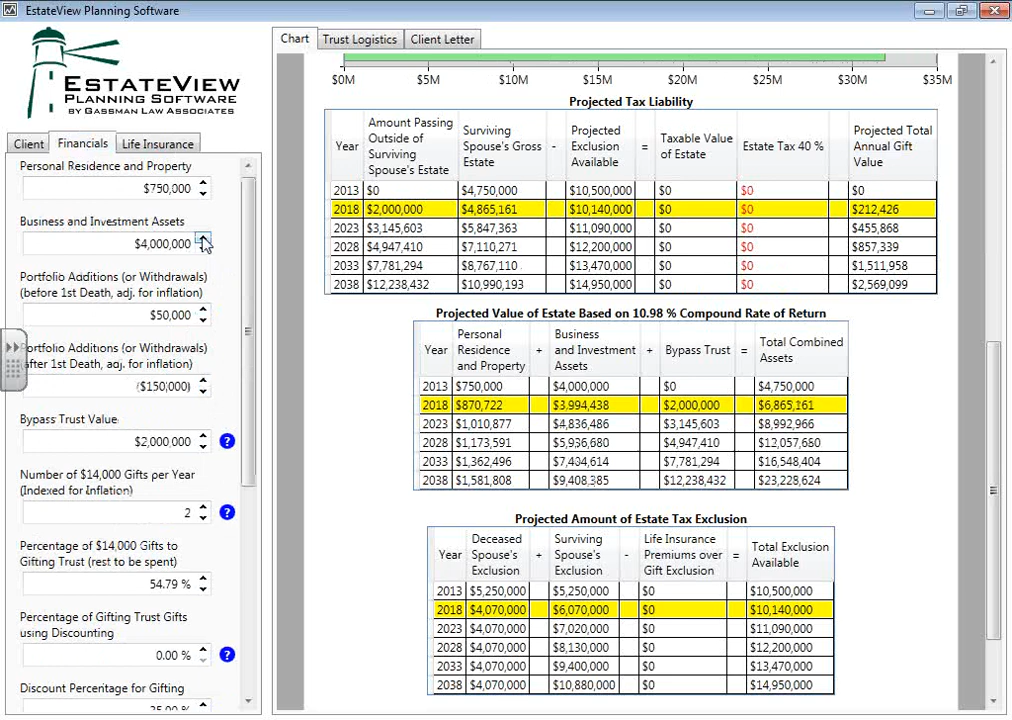 EstateView Planning Software
ESTATEVIEW
PLANNING SOFTWARE
BY GASSMAN LAW ASSOCIATES
Client Financials Life Insurance
Personal Residence and Property
$750,000
Business and Investment Assets
$4,000,000
Portfolio Additions (or Withdrawals)
(before 1st Death, adj. for inflation)
$50,000
Portfolio Additions (or Withdrawals)
after 1st Death, adj. for inflation)
($150,000)
Bypass Trust Value
$2,000,000
?
Number of $14,000 Gifts per Year
(Indexed for Inflation)
2
?
Percentage of $14,000 Gifts to
Gifting Trust (rest to be spent)
54.79 %
Percentage of Gifting Trust Gifts
using Discounting
0.00 %
?
Discount Percentage for Gifting
35.00 %
Chart Trust Logistics Client Letter
$0M $5M $10M $15M $20M $25M $30M $35M
Projected Tax Liability
Year Amount Passing Outside of Surviving Spouse's Estate Surviving Spouse's Gross Estate - Projected Exclusion Available = Taxable Value of Estate Estate Tax 40 % Projected Total Annual Gift Value
2013 $0 $4,750,000 $10,500,000 $0 $0 $0
2018 $2,000,000 $4,865,161 $10,140,000 $0 $0 $212,426
2023 $3,145,603 $5,847,363 $11,090,000 $0 $0 $455,868
2028 $4,947,410 $7,110,271 $12,200,000 $0 $0 $857,339
2033 $7,781,294 $8,767,110 $13,470,000 $0 $0 $1,511,958
2038 $12,238,432 $10,990,193 $14,950,000 $0 $0 $2,569,099
Projected Value of Estate Based on 10.98 % Compound Rate of Return
Year Personal Residence and Property + Business and Investment Assets + Bypass Trust = Total Combined Assets
2013 $750,000 $4,000,000 $0 $4,750,000
2018 $870,722 $3,994,438 $2,000,000 $6,865,161
2023 $1,010,877 $4,836,486 $3,145,603 $8,992,966
2028 $1,173,591 $5,936,680 $4,947,410 $12,057,680
2033 $1,362,496 $7,404,614 $7,781,294 $16,548,404
2038 $1,581,808 $9,408,385 $12,238,432 $23,228,624
Projected Amount of Estate Tax Exclusion
Year Deceased Spouse's Exclusion + Surviving Spouse's Exclusion - Life Insurance Premiums over Gift Exclusion = Total Exclusion Available
2013 $5,250,000 $5,250,000 $0 $10,500,000
2018 $4,070,000 $6,070,000 $0 $10,140,000
2023 $4,070,000 $7,020,000 $0 $11,090,000
2028 $4,070,000 $8,130,000 $0 $12,200,000
2033 $4,070,000 $9,400,000 $0 $13,470,000
2038 $4,070,000 $10,880,000 $0 $14,950,000